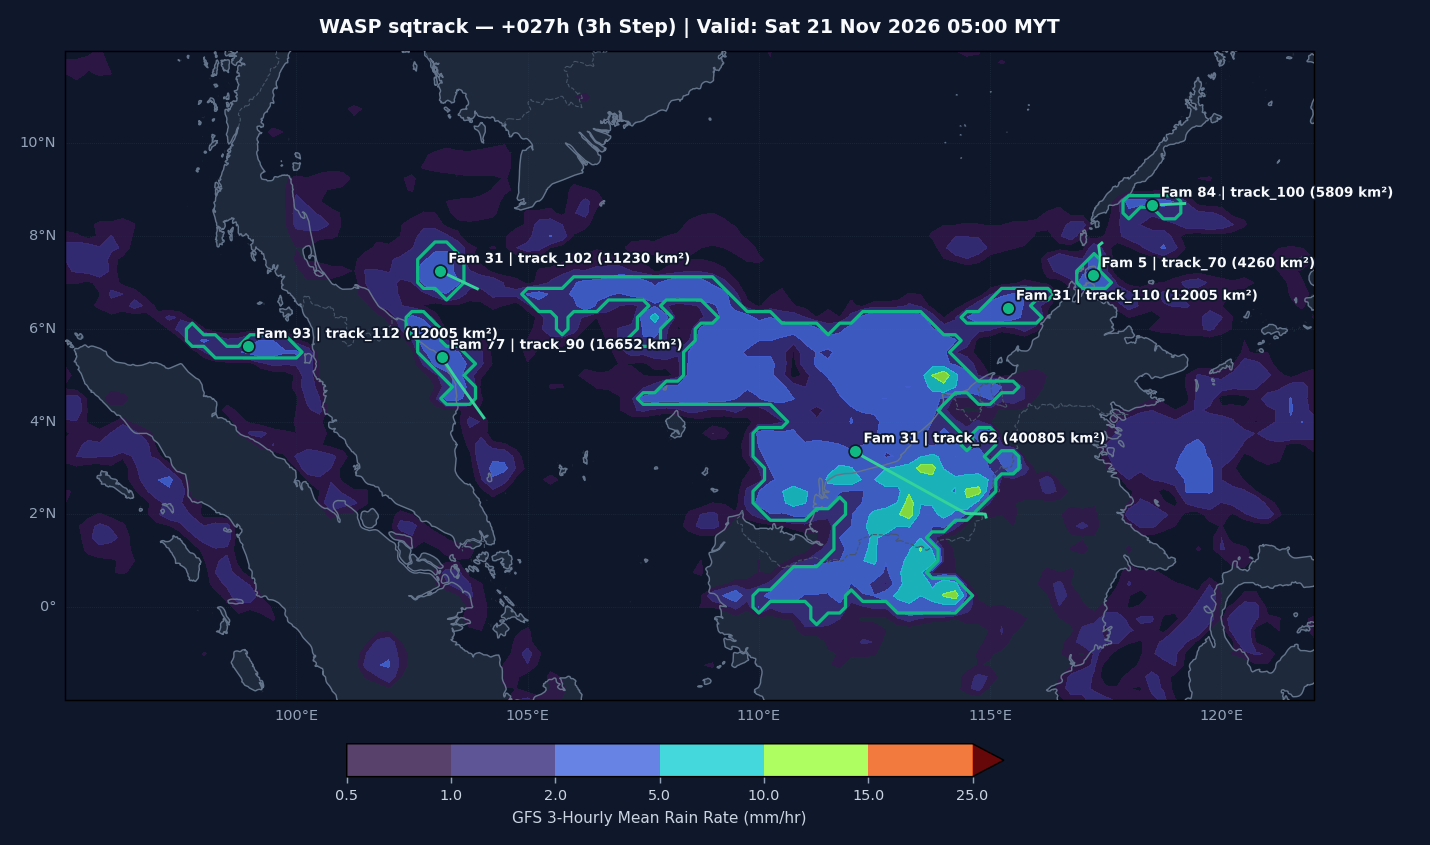 WASP sqtrack — +027h (3h Step) | Valid: Sat 21 Nov 2026 05:00 MYT
10°N
8°N
6°N
4°N
2°N
0°
Fam 84 | track_100 (5809 km²)
Fam 31 | track_102 (11230 km²)
Fam 5 | track_70 (4260 km²)
Fam 31 | track_110 (12005 km²)
Fam 93 | track_112 (12005 km²)
Fam 77 | track_90 (16652 km²)
Fam 31 | track_62 (400805 km²)
100°E 105°E 110°E 115°E 120°E
0.5 1.0 2.0 5.0 10.0 15.0 25.0
GFS 3-Hourly Mean Rain Rate (mm/hr)